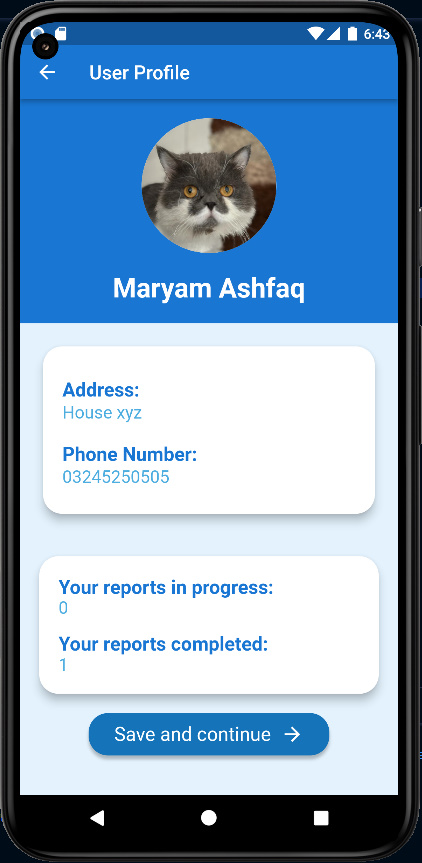 6:43
User Profile
Maryam Ashfaq
Address:
House xyz
Phone Number:
03245250505
Your reports in progress:
0
Your reports completed:
1
Save and continue